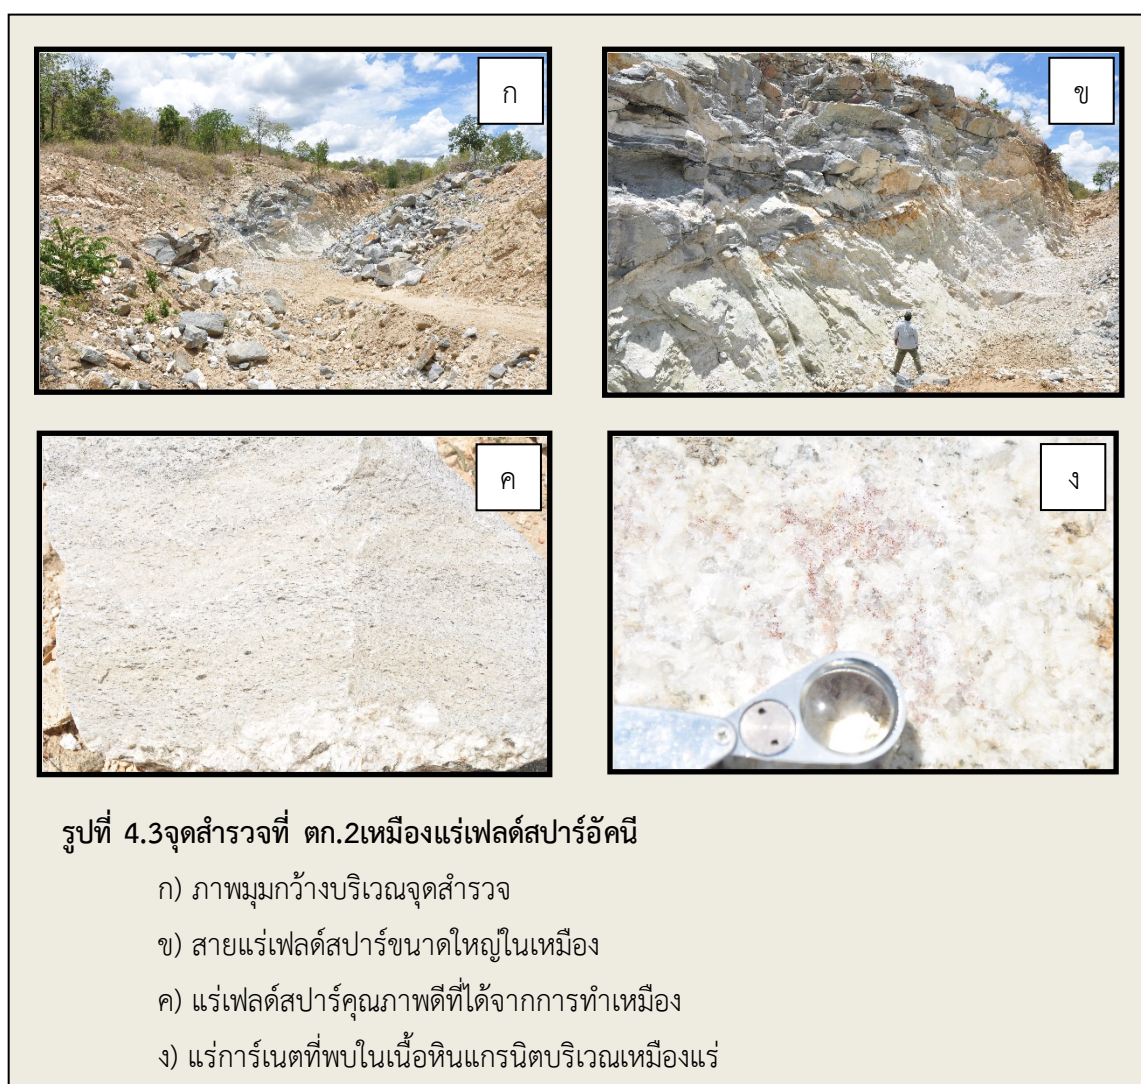 ก
ข
ค
ง
รูปที่ 4.3จุดสำรวจที่ ตก.2เหมืองแร่เฟลด์สปาร์อัคนี
ก) ภาพมุมกว้างบริเวณจุดสำรวจ
ข) สายแร่เฟลด์สปาร์ขนาดใหญ่ในเหมือง
ค) แร่เฟลด์สปาร์คุณภาพดีที่ได้จากการทำเหมือง
ง) แร่การ์เนตที่พบในเนื้อหินแกรนิตบริเวณเหมืองแร่